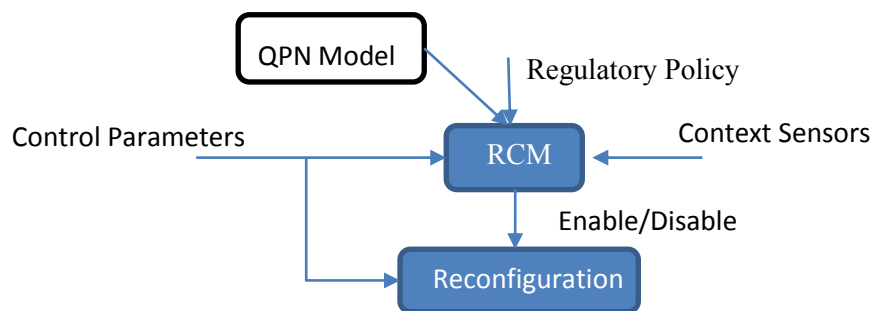 QPN Model
Regulatory Policy
Control Parameters
RCM
Context Sensors
Enable/Disable
Reconfiguration